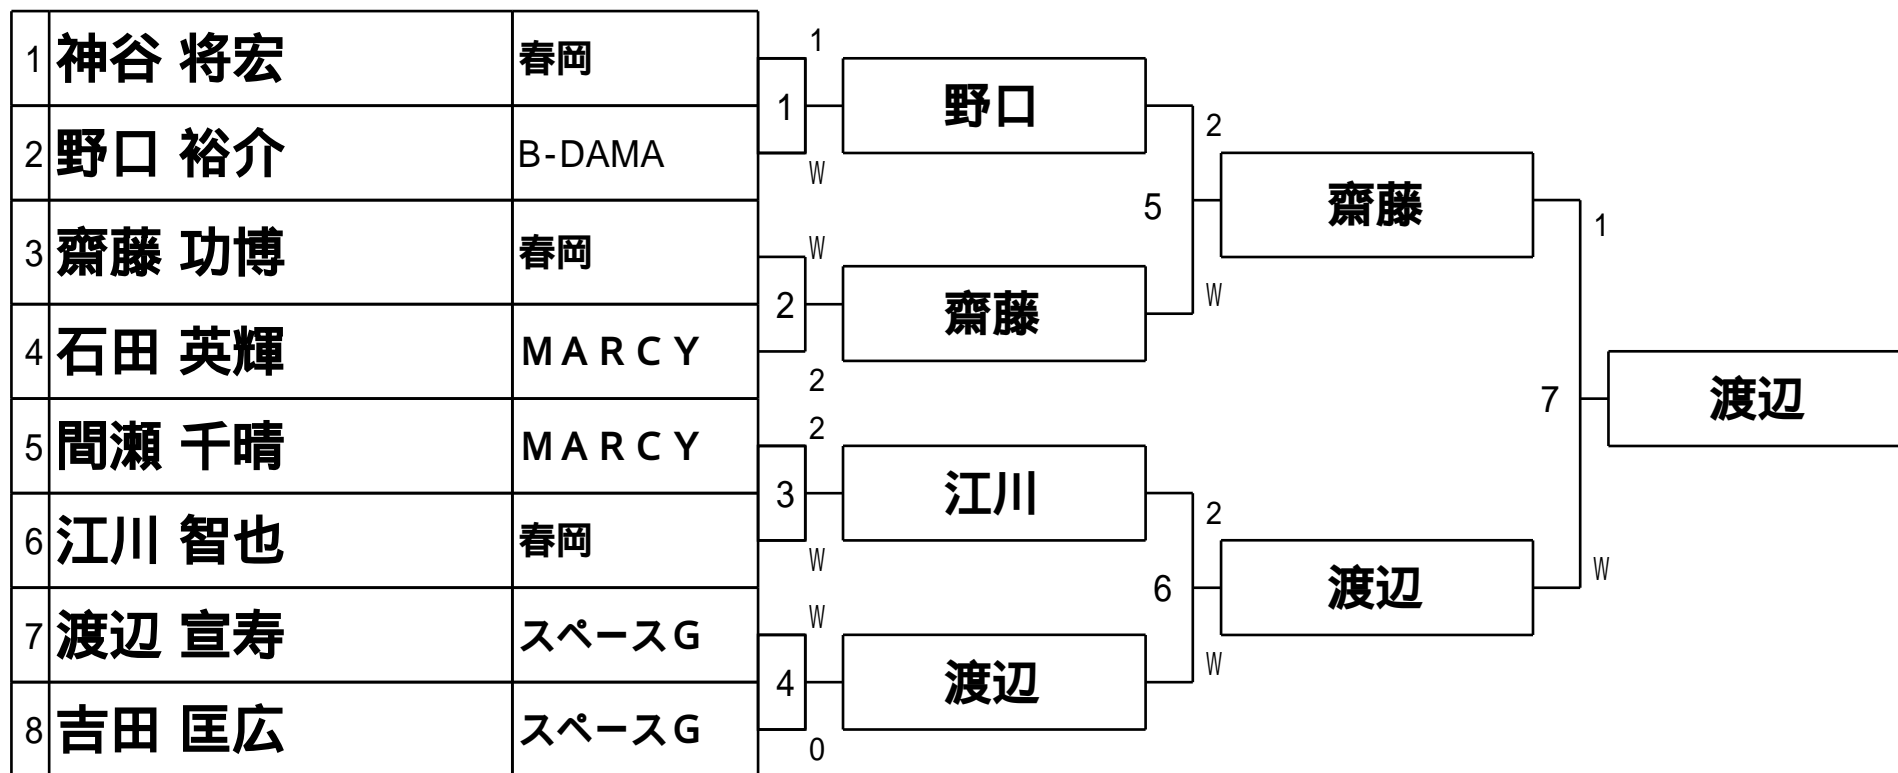 1 神谷 将宏 春岡
2 野口 裕介 B-DAMA
3 齋藤 功博 春岡
4 石田 英輝 ＭＡＲＣＹ
5 間瀬 千晴 ＭＡＲＣＹ
6 江川 智也 春岡
7 渡辺 宣寿 スペースＧ
8 吉田 匡広 スペースＧ
1
1
W
W
2
2
2
3
W
W
4
0
野口
齋藤
江川
渡辺
2
5
W
2
6
W
齋藤
渡辺
1
7
W
渡辺